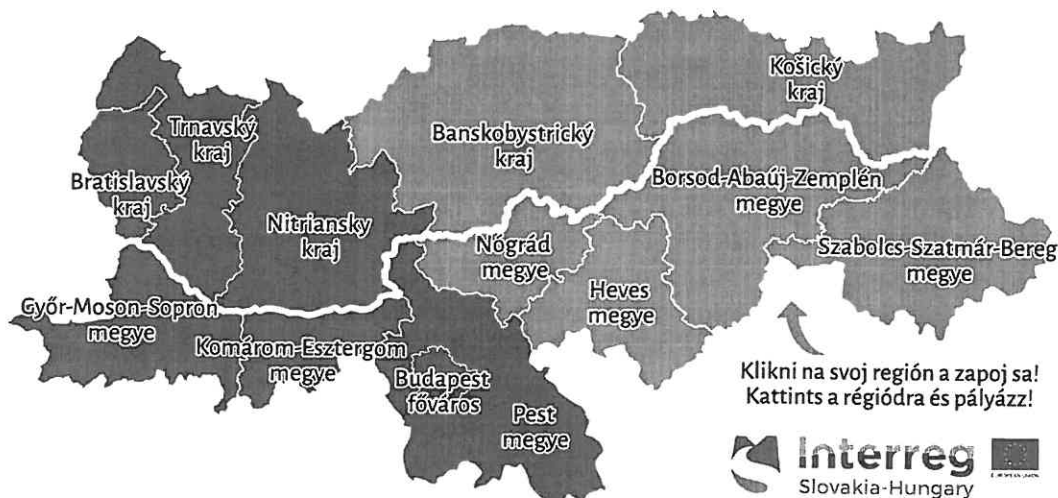 Košický
kraj
Trnavský
kraj
Banskobystrický
kraj
Bratislavský
kraj
Borsod-Abaúj-Zemplén
megye
Nitriansky
kraj
Nógrád
megye
Szabolcs-Szatmár-Bereg
megye
Győr-Moson-Sopron
megye
Heves
megye
Komárom-Esztergom
megye
Budapest
főváros
Pest
megye
Klikni na svoj región a zapoj sa!
Kattints a régiódra és pályázz!
Interreg
Slovakia-Hungary
EUROPEAN UNION